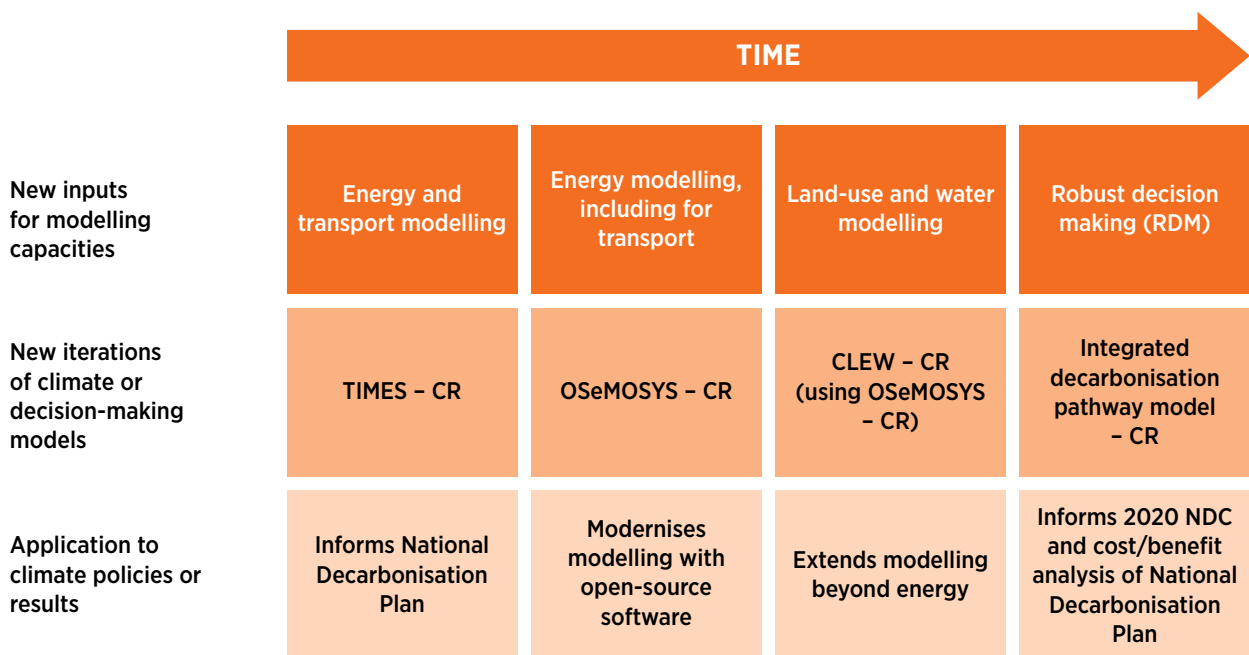 TIME
New inputs
for modelling
capacities
Energy and
transport modelling
Energy modelling,
including for
transport
Land-use and water
modelling
Robust decision
making (RDM)
New iterations
of climate or
decision-making
models
TIMES – CR
OSeMOSYS – CR
CLEW – CR
(using OSeMOSYS
– CR)
Integrated
decarbonisation
pathway model
– CR
Application to
climate policies or
results
Informs National
Decarbonisation
Plan
Modernises
modelling with
open-source
software
Extends modelling
beyond energy
Informs 2020 NDC
and cost/benefit
analysis of National
Decarbonisation
Plan